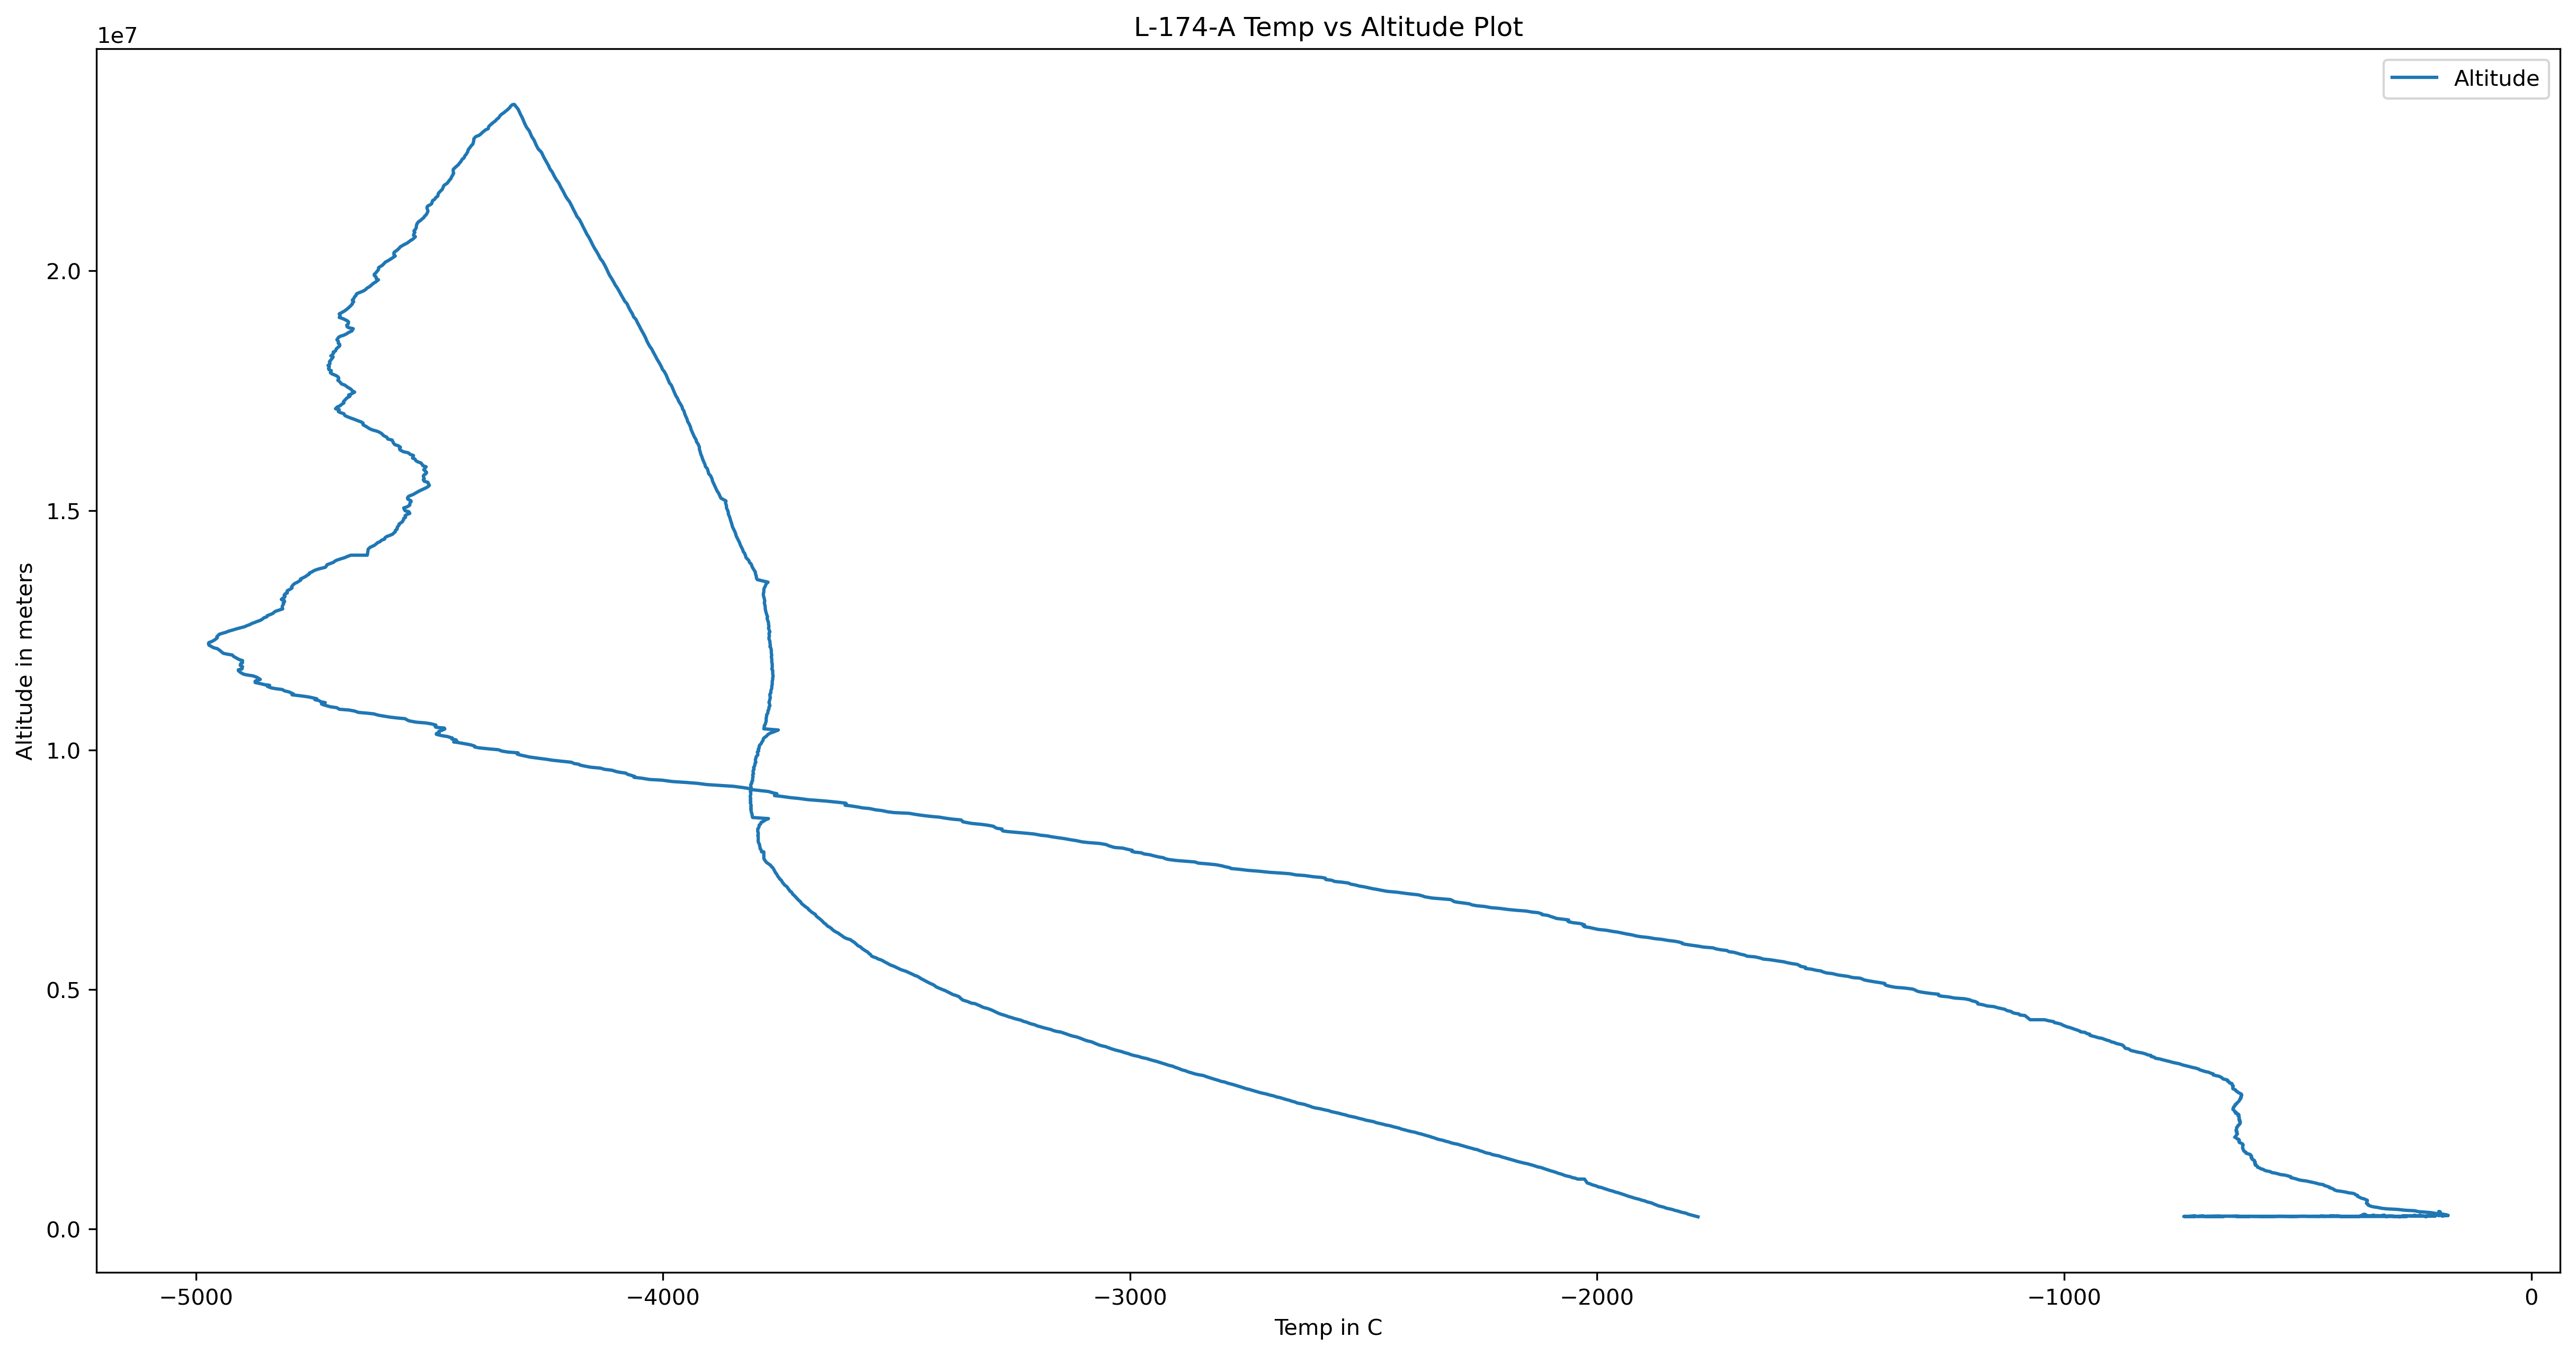 L-174-A Temp vs Altitude Plot
1e7
Altitude
2.0
1.5
1.0
0.5
0.0
Altitude in meters
−5000 −4000 −3000 −2000 −1000 0
Temp in C